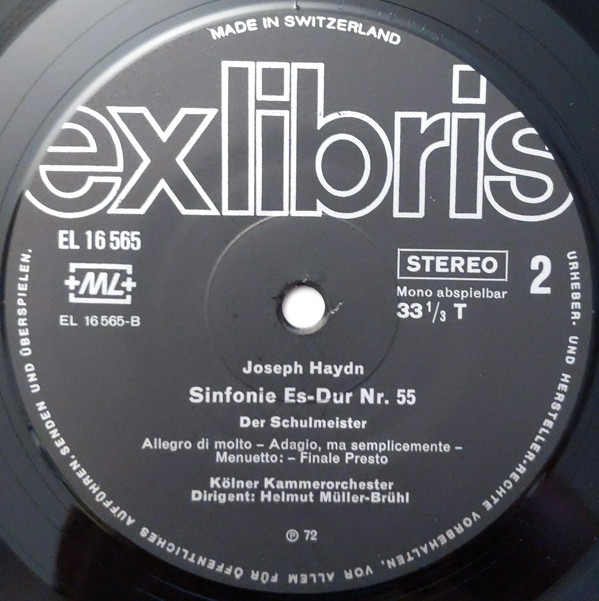 MADE IN SWITZERLAND
exlibris
EL 16 565
+ML+
EL 16565-B
STEREO
Mono abspielbar
33 1/3 T
2
Joseph Haydn
Sinfonie Es-Dur Nr. 55
Der Schulmeister
Allegro di molto – Adagio, ma semplicemente –
Menuetto: – Finale Presto
Kölner Kammerorchester
Dirigent: Helmut Müller-Brühl
℗ 72
URHEBER- UND HERSTELLER-RECHTE VORBEHALTEN, VOR ALLEM FÜR ÖFFENTLICHES AUFFÜHREN, SENDEN UND ÜBERSPIELEN.